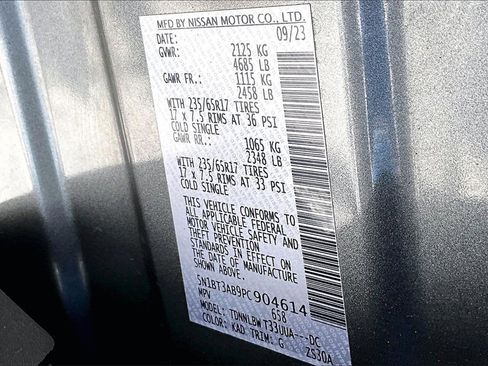 MFD BY NISSAN MOTOR CO., LTD.
DATE: 09/23
GVWR: 2125 KG
4685 LB
GAWR FR.: 1115 KG
2458 LB
WITH 235/65R17 TIRES
17 x 7.5 RIMS AT 36 PSI
COLD SINGLE
GAWR RR.: 1065 KG
2348 LB
WITH 235/65R17 TIRES
17 x 7.5 RIMS AT 33 PSI
COLD SINGLE
THIS VEHICLE CONFORMS TO
ALL APPLICABLE FEDERAL
MOTOR VEHICLE SAFETY AND
THEFT PREVENTION
STANDARDS IN EFFECT ON
THE DATE OF MANUFACTURE
SHOWN ABOVE.
5N1BT3AB9PC904614
MPV 658
MODEL: TDNNLBW T33UUA---DC
COLOR: KAD TRIM: G ZS30A